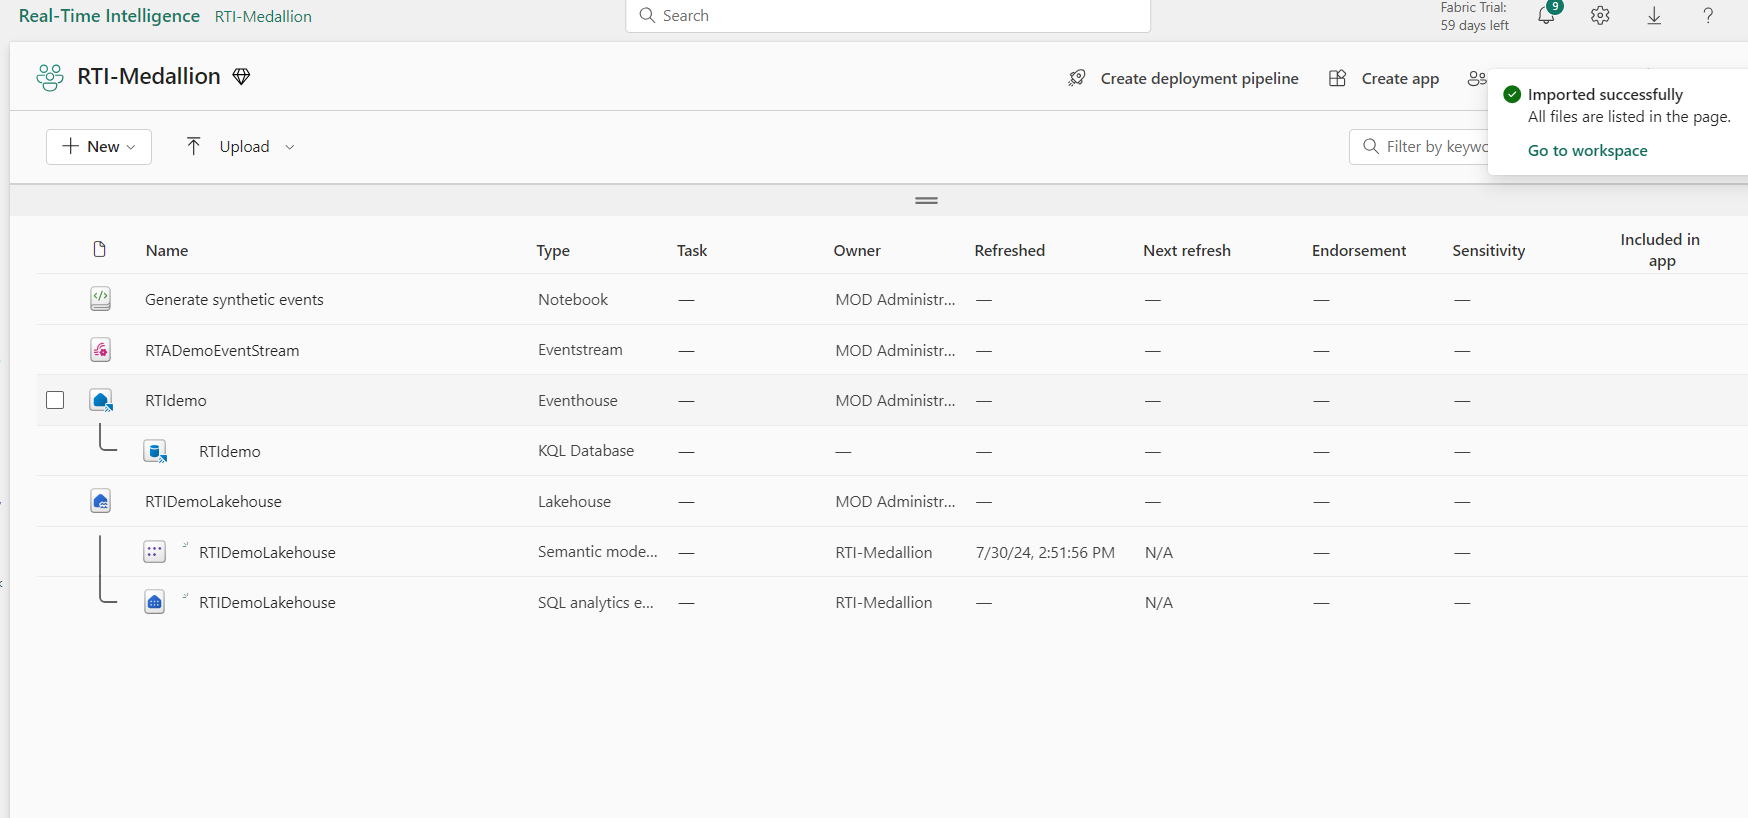 Real-Time Intelligence RTI-Medallion
Search
Fabric Trial:
59 days left
9
?
RTI-Medallion
Create deployment pipeline
Create app
Imported successfully
All files are listed in the page.
Go to workspace
New
Upload
Filter by keywo
Name Type Task Owner Refreshed Next refresh Endorsement Sensitivity Included in
app
Generate synthetic events Notebook — MOD Administr... — — — —
RTADemoEventStream Eventstream — MOD Administr... — — — —
RTIdemo Eventhouse — MOD Administr... — — — —
RTIdemo KQL Database — — — — — —
RTIDemoLakehouse Lakehouse — MOD Administr... — — — —
RTIDemoLakehouse Semantic mode... — RTI-Medallion 7/30/24, 2:51:56 PM N/A — —
RTIDemoLakehouse SQL analytics e... — RTI-Medallion — N/A — —